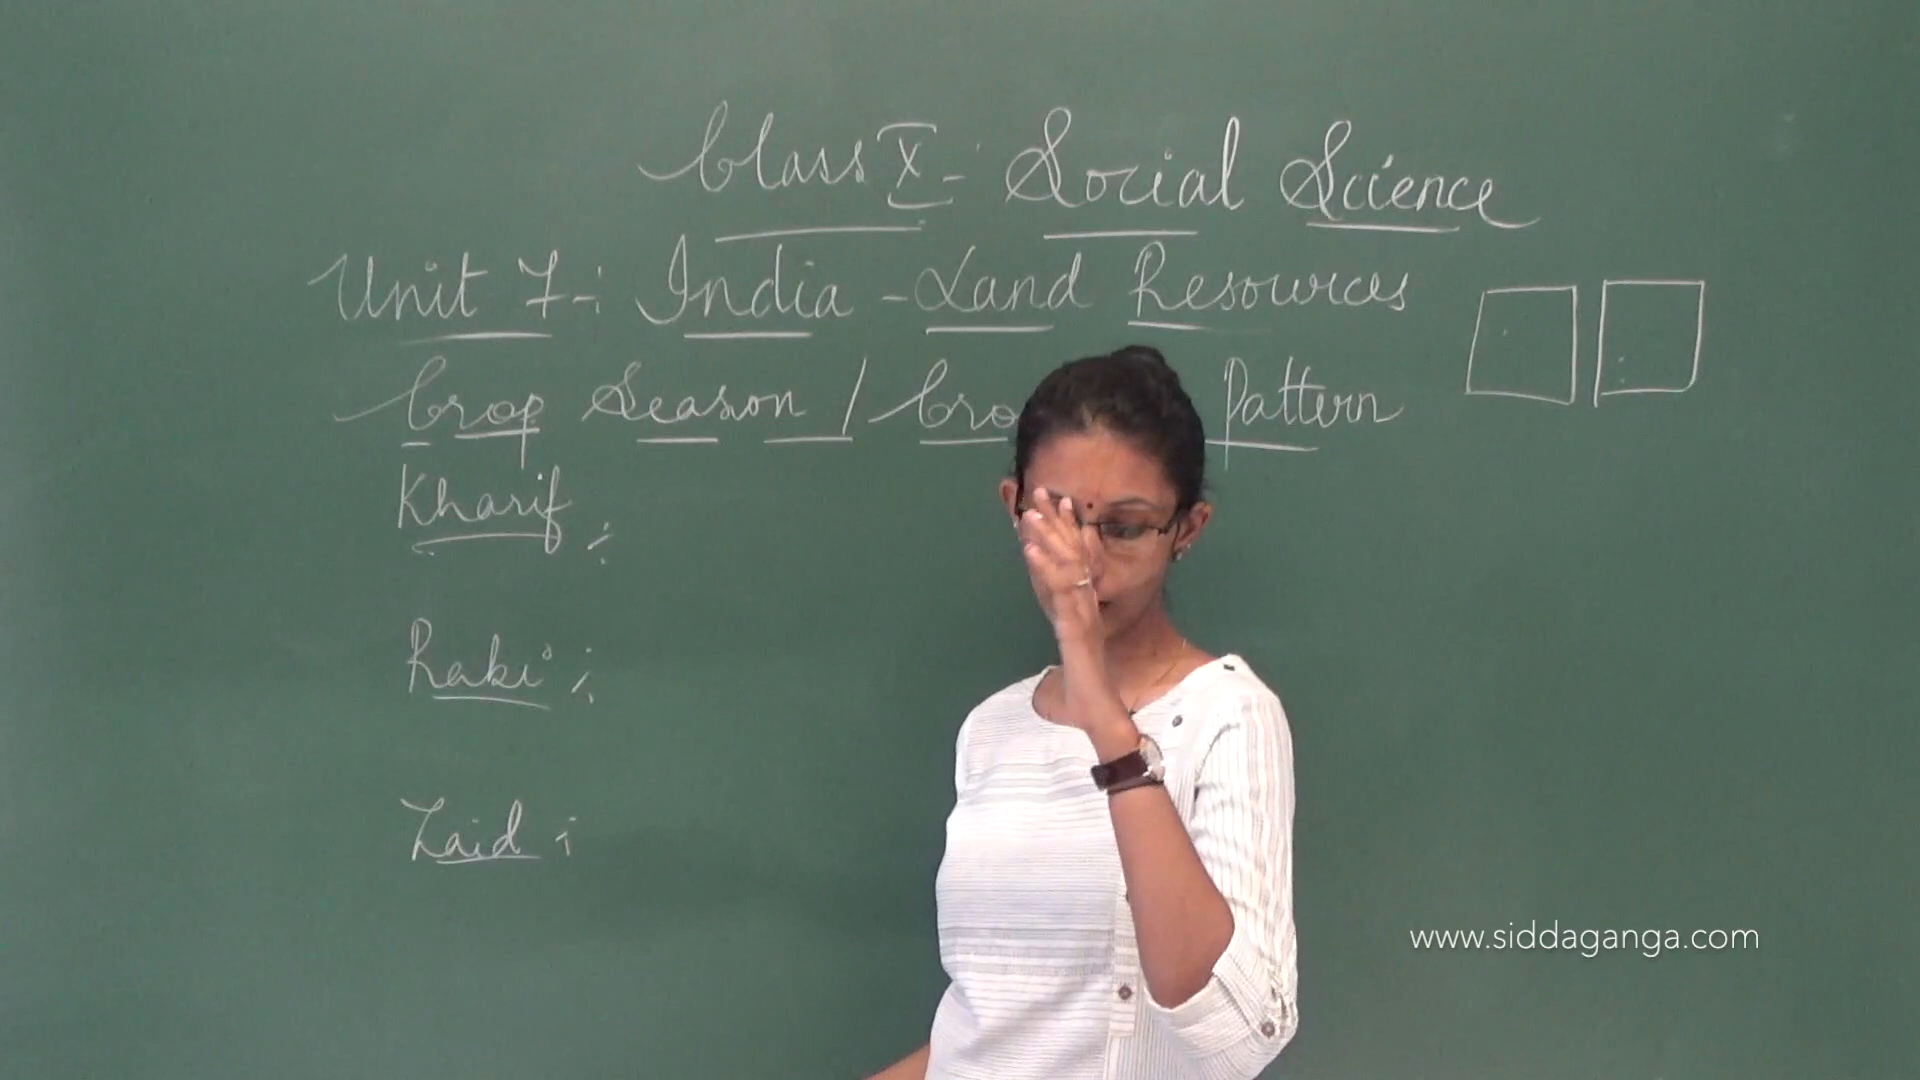 Class X - Social Science
Unit 7-: India - Land Resources
Crop Season / Cro Pattern
Kharif :
Rabi :
Zaid :
www.siddaganga.com